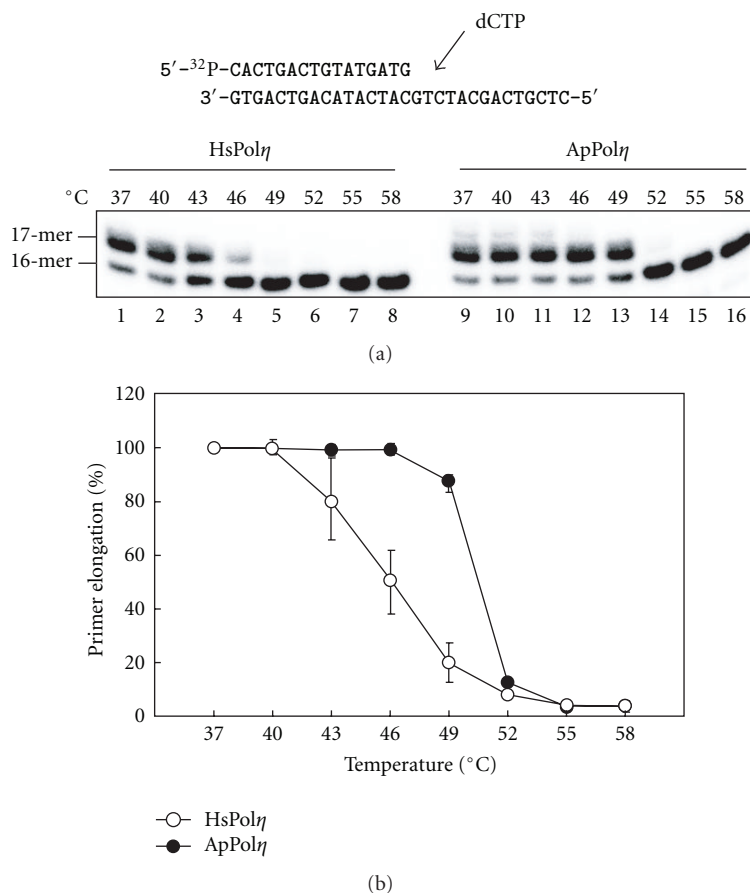 dCTP
5′-³²P-CACTGACTGTATGATG
3′-GTGACTGACATACTACGTCTACGACTGCTC-5′
HsPolη ApPolη
°C 37 40 43 46 49 52 55 58 37 40 43 46 49 52 55 58
17-mer
16-mer
1 2 3 4 5 6 7 8 9 10 11 12 13 14 15 16
(a)
120
100
80
60
40
20
0
Primer elongation (%)
37 40 43 46 49 52 55 58
Temperature (°C)
HsPolη
ApPolη
(b)